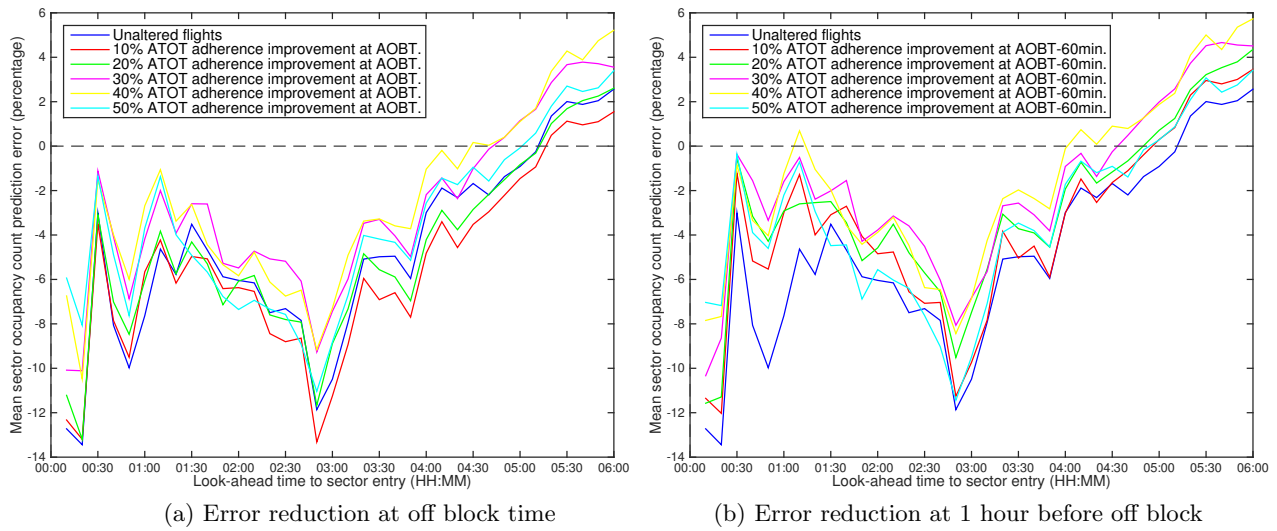 6
4
2
0
-2
-4
-6
-8
-10
-12
-14
Mean sector occupancy count prediction error (percentage)
Unaltered flights
10% ATOT adherence improvement at AOBT.
20% ATOT adherence improvement at AOBT.
30% ATOT adherence improvement at AOBT.
40% ATOT adherence improvement at AOBT.
50% ATOT adherence improvement at AOBT.
00:00 00:30 01:00 01:30 02:00 02:30 03:00 03:30 04:00 04:30 05:00 05:30 06:00
Look-ahead time to sector entry (HH:MM)
(a) Error reduction at off block time
6
4
2
0
-2
-4
-6
-8
-10
-12
-14
Mean sector occupancy count prediction error (percentage)
Unaltered flights
10% ATOT adherence improvement at AOBT-60min.
20% ATOT adherence improvement at AOBT-60min.
30% ATOT adherence improvement at AOBT-60min.
40% ATOT adherence improvement at AOBT-60min.
50% ATOT adherence improvement at AOBT-60min.
00:00 00:30 01:00 01:30 02:00 02:30 03:00 03:30 04:00 04:30 05:00 05:30 06:00
Look-ahead time to sector entry (HH:MM)
(b) Error reduction at 1 hour before off block